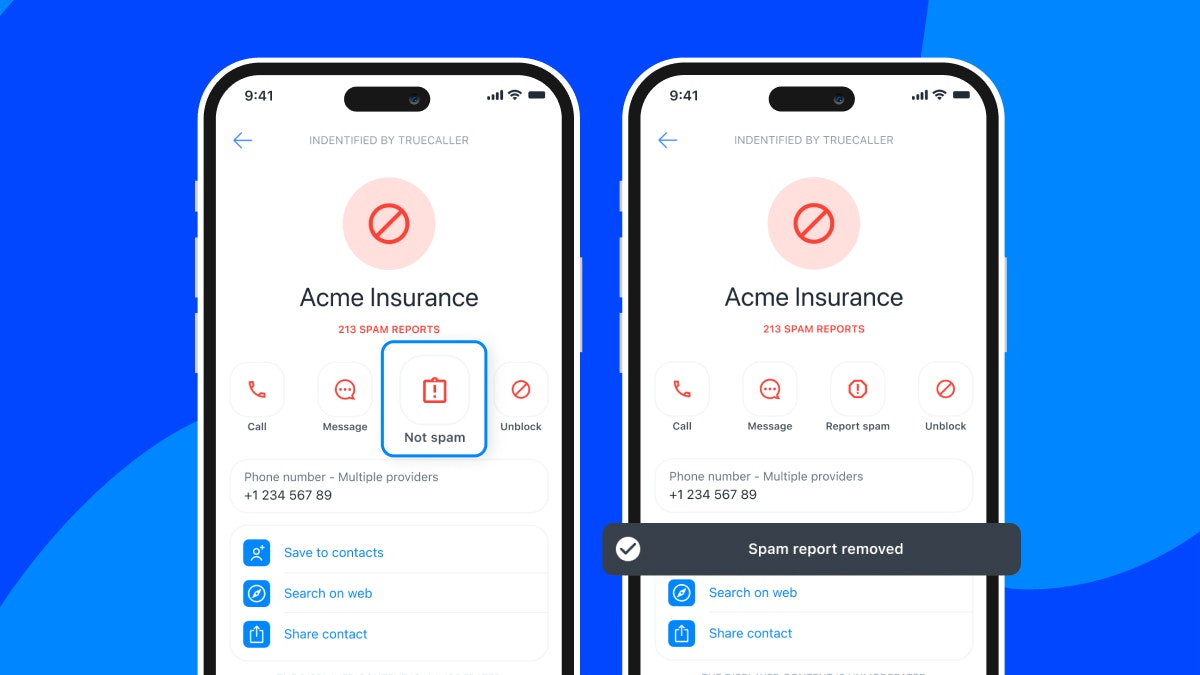 9:41
INDENTIFIED BY TRUECALLER
Acme Insurance
213 SPAM REPORTS
Call
Message
Not spam
Unblock
Phone number - Multiple providers
+1 234 567 89
Save to contacts
Search on web
Share contact
9:41
INDENTIFIED BY TRUECALLER
Acme Insurance
213 SPAM REPORTS
Call
Message
Report spam
Unblock
Phone number - Multiple providers
+1 234 567 89
Spam report removed
Search on web
Share contact